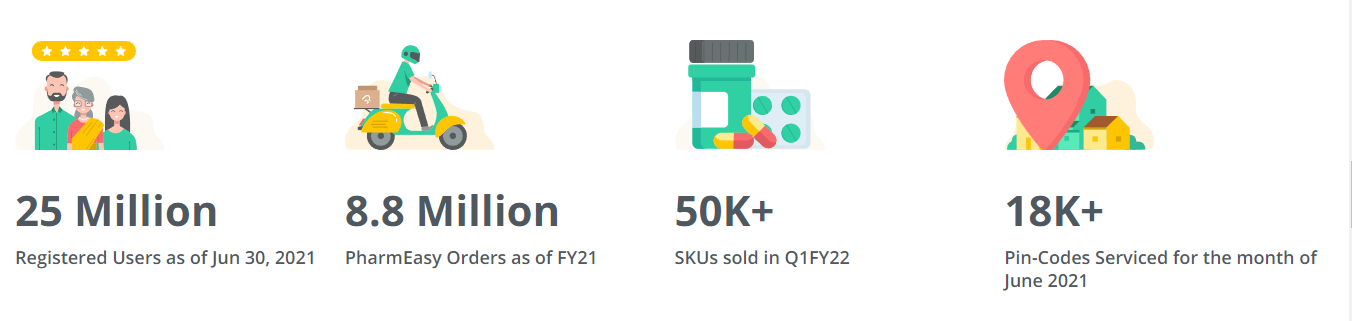 25 Million
Registered Users as of Jun 30, 2021
8.8 Million
PharmEasy Orders as of FY21
50K+
SKUs sold in Q1FY22
18K+
Pin-Codes Serviced for the month of
June 2021